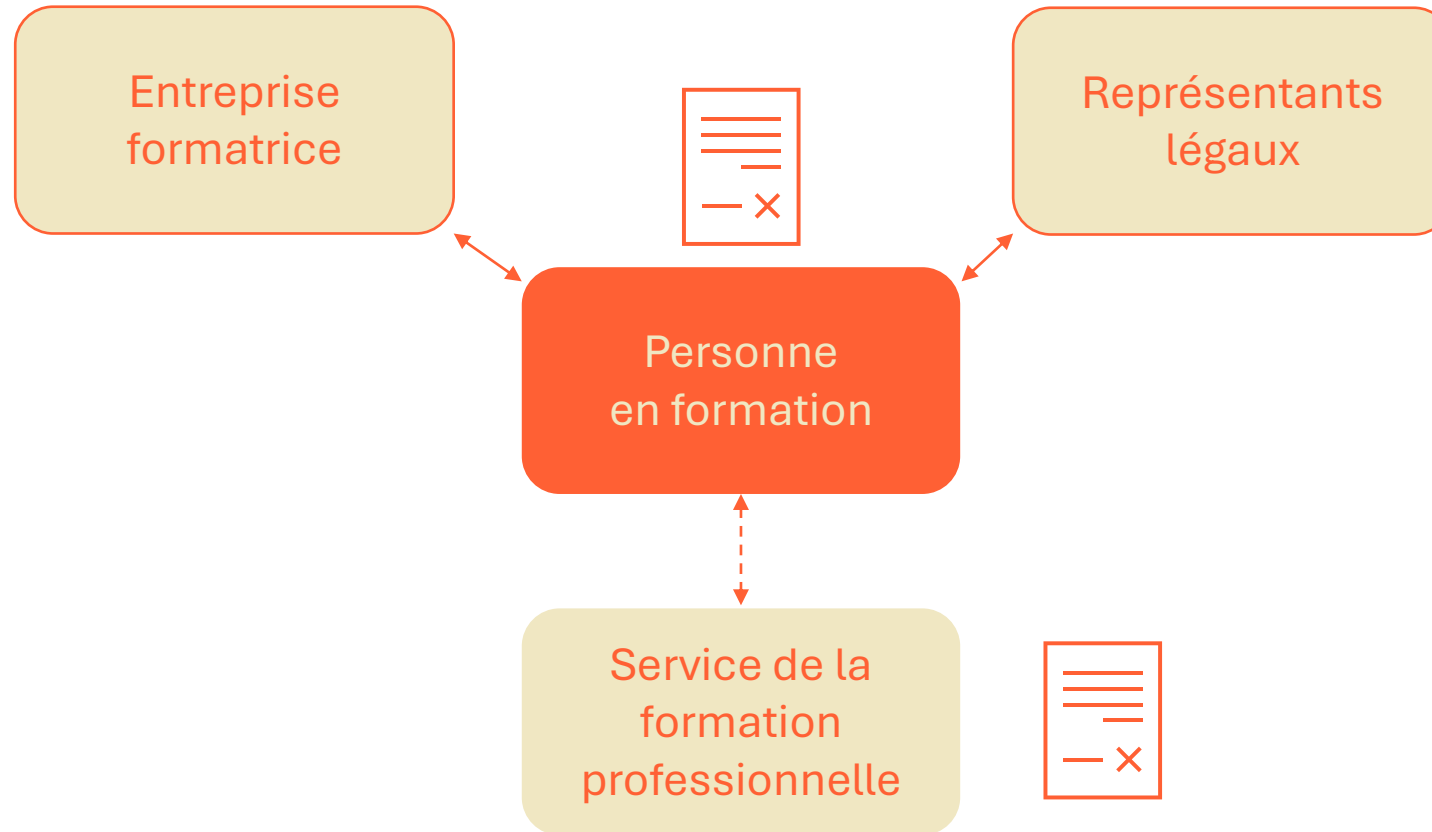 Entreprise
formatrice
Représentants
légaux
Personne
en formation
Service de la
formation
professionnelle